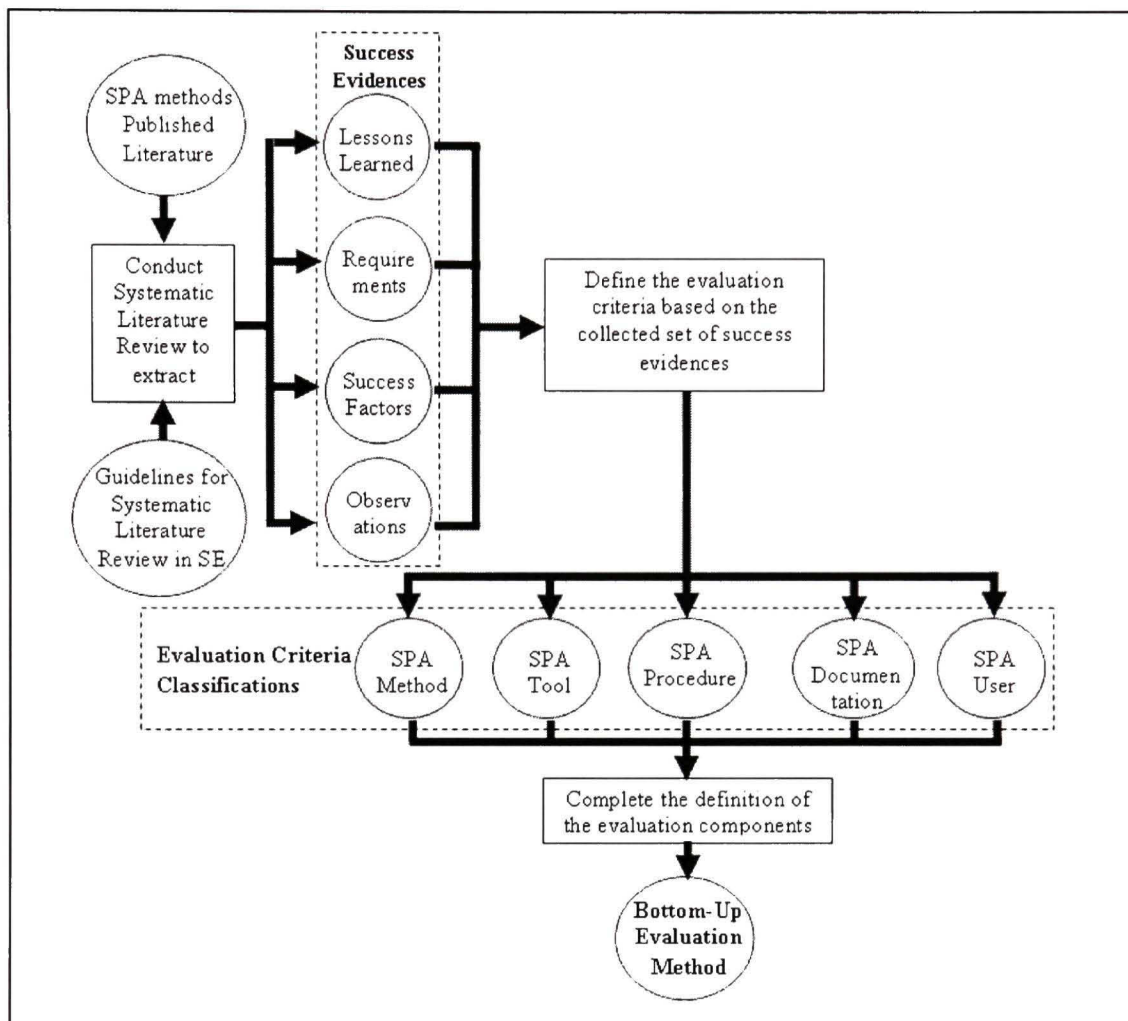 SPA methods
Published
Literature
Conduct
Systematic
Literature
Review to
extract
Guidelines for
Systematic
Literature
Review in SE
Success
Evidences
Lessons
Learned
Require
ments
Success
Factors
Observ
ations
Define the evaluation
criteria based on the
collected set of success
evidences
Evaluation Criteria
Classifications
SPA
Method
SPA
Tool
SPA
Procedure
SPA
Documen
tation
SPA
User
Complete the definition of
the evaluation components
Bottom-Up
Evaluation
Method